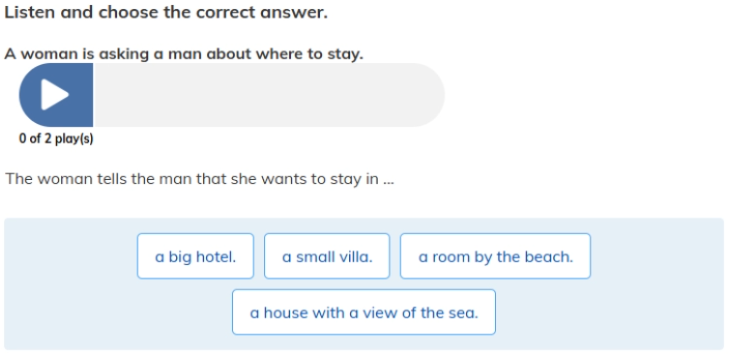 Listen and choose the correct answer.
A woman is asking a man about where to stay.
0 of 2 play(s)
The woman tells the man that she wants to stay in ...
a big hotel.
a small villa.
a room by the beach.
a house with a view of the sea.